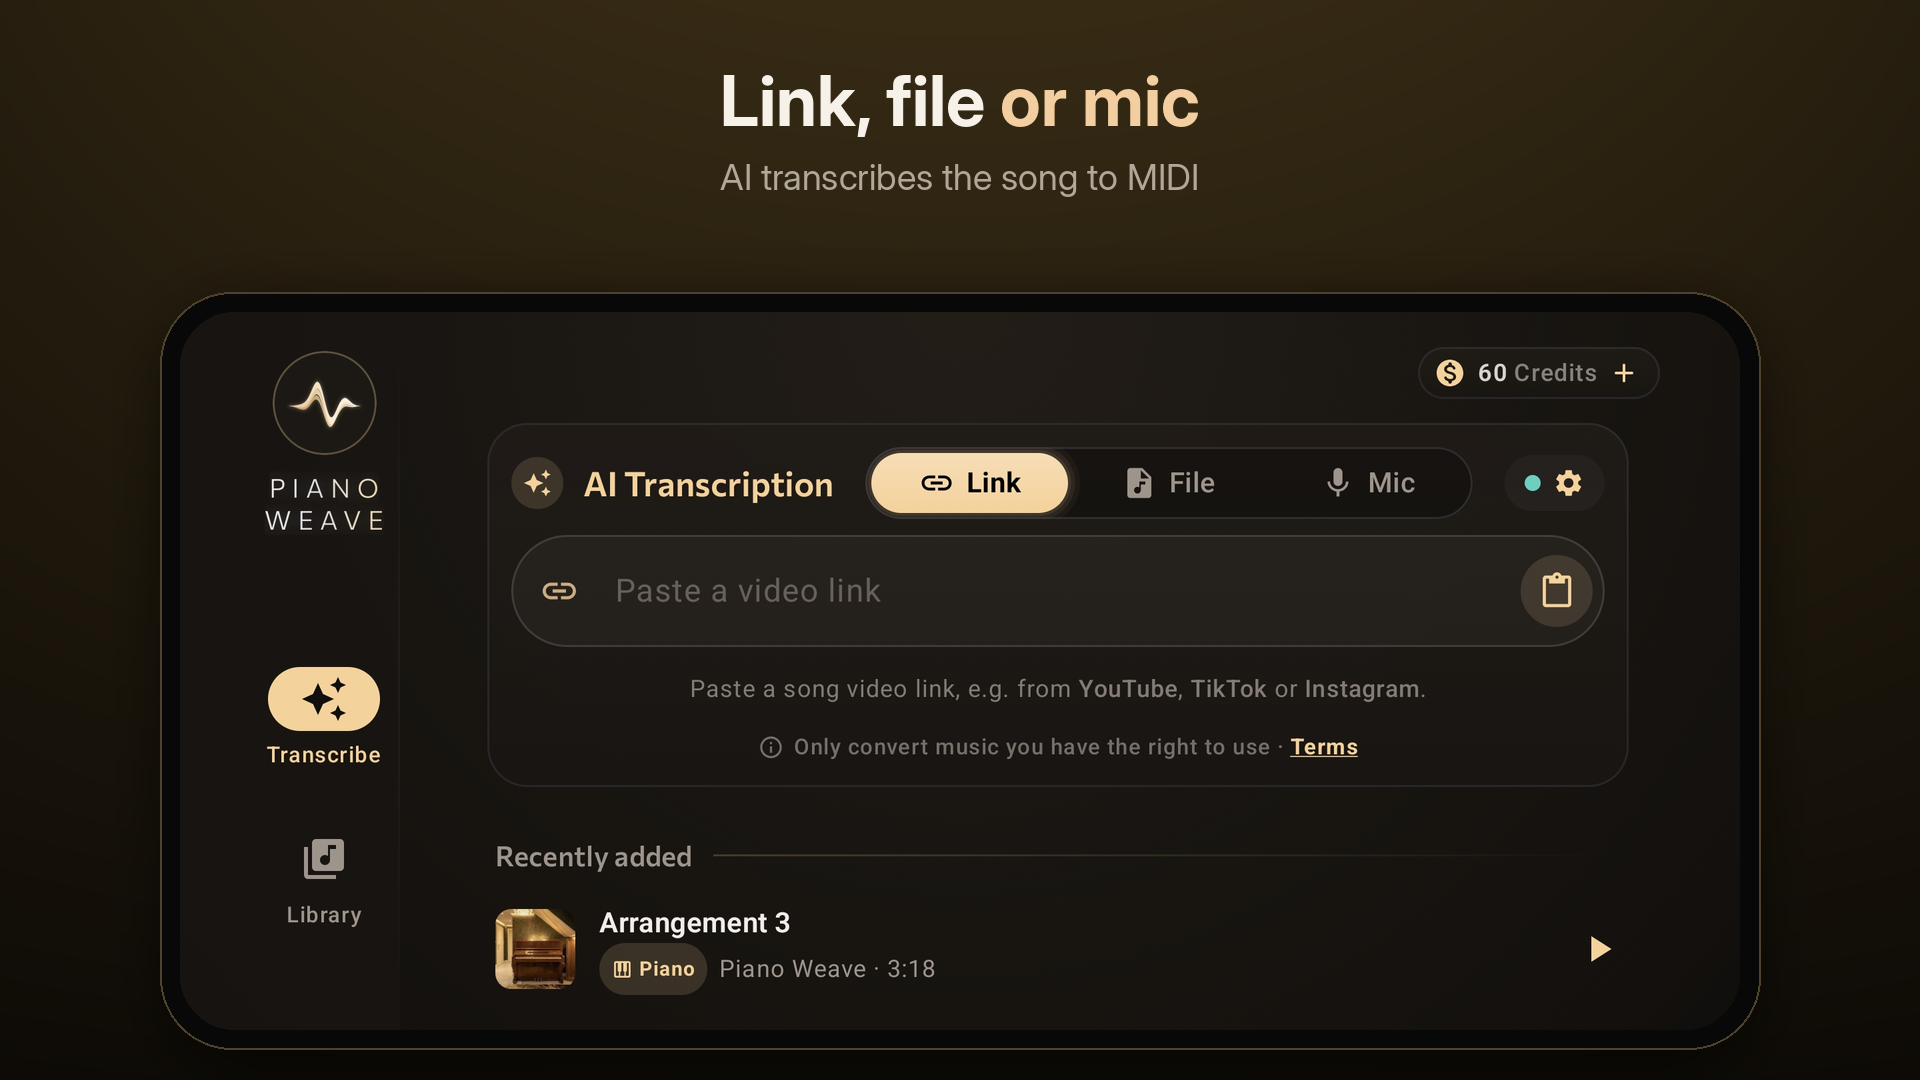 Link, file or mic
AI transcribes the song to MIDI
PIANO
WEAVE
60 Credits +
AI Transcription
Link
File
Mic
Paste a video link
Paste a song video link, e.g. from YouTube, TikTok or Instagram.
Only convert music you have the right to use · Terms
Transcribe
Library
Recently added
Arrangement 3
Piano
Piano Weave · 3:18